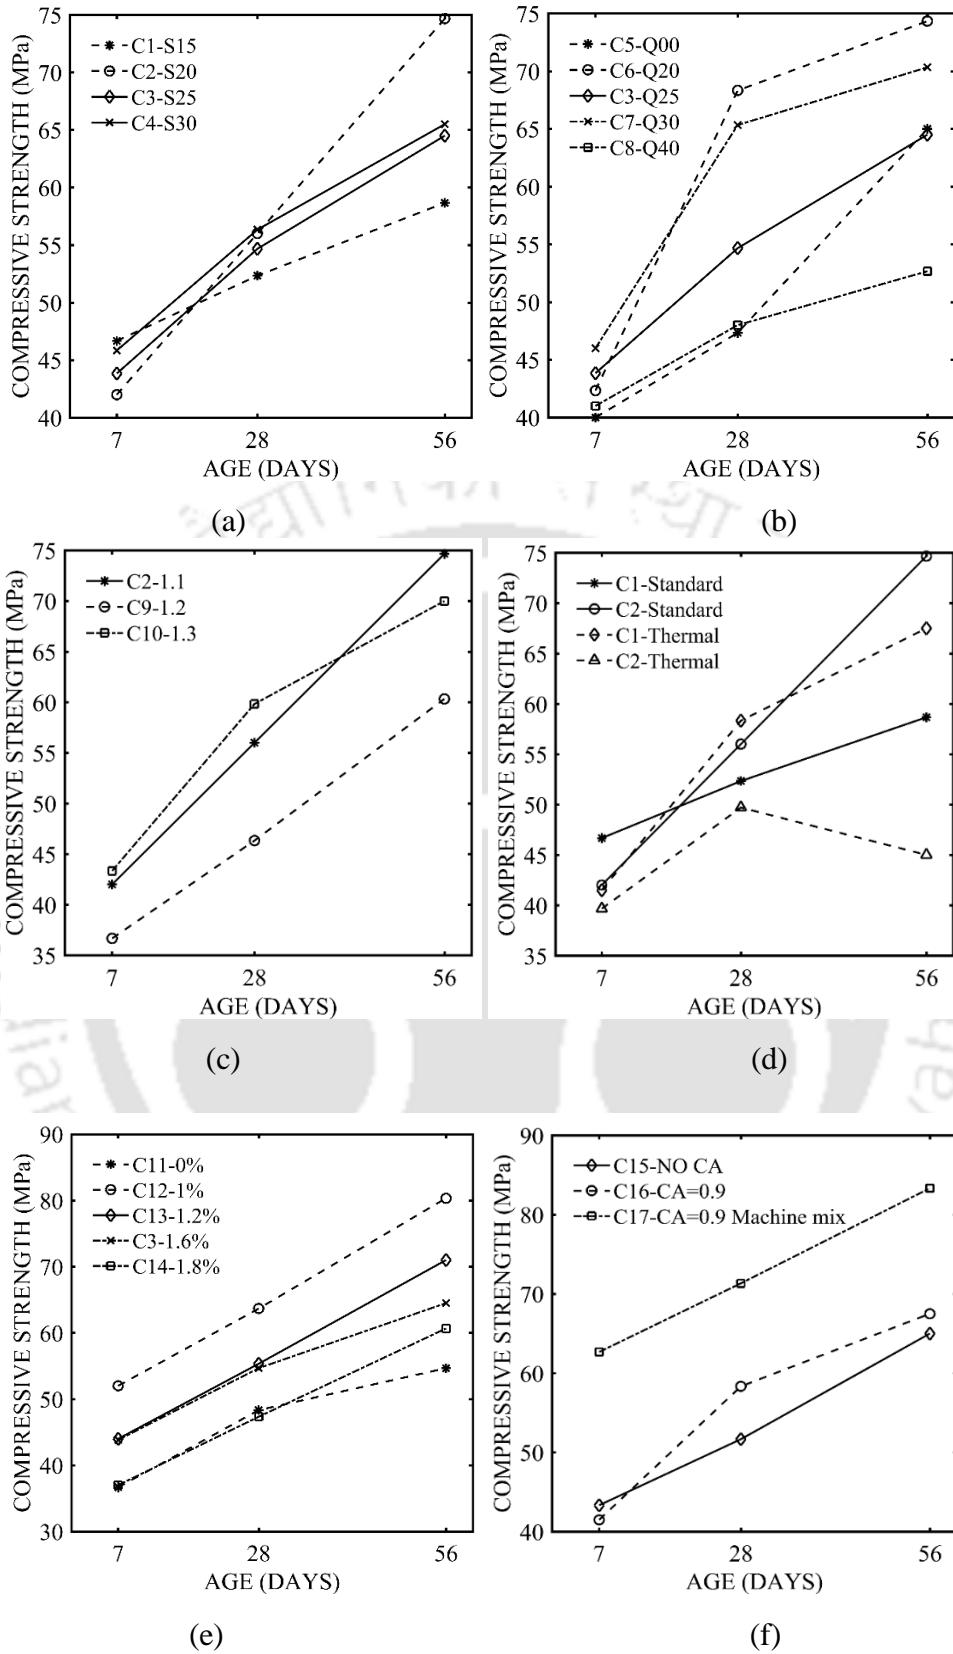 COMPRESSIVE STRENGTH (MPa)
75
70
65
60
55
50
45
40
C1-S15
C2-S20
C3-S25
C4-S30
7 28 56
AGE (DAYS)
(a)
COMPRESSIVE STRENGTH (MPa)
75
70
65
60
55
50
45
40
C5-Q00
C6-Q20
C3-Q25
C7-Q30
C8-Q40
7 28 56
AGE (DAYS)
(b)
COMPRESSIVE STRENGTH (MPa)
75
70
65
60
55
50
45
40
35
C2-1.1
C9-1.2
C10-1.3
7 28 56
AGE (DAYS)
(c)
COMPRESSIVE STRENGTH (MPa)
75
70
65
60
55
50
45
40
35
C1-Standard
C2-Standard
C1-Thermal
C2-Thermal
7 28 56
AGE (DAYS)
(d)
COMPRESSIVE STRENGTH (MPa)
90
80
70
60
50
40
30
C11-0%
C12-1%
C13-1.2%
C3-1.6%
C14-1.8%
7 28 56
AGE (DAYS)
(e)
COMPRESSIVE STRENGTH (MPa)
90
80
70
60
50
40
C15-NO CA
C16-CA=0.9
C17-CA=0.9 Machine mix
7 28 56
AGE (DAYS)
(f)